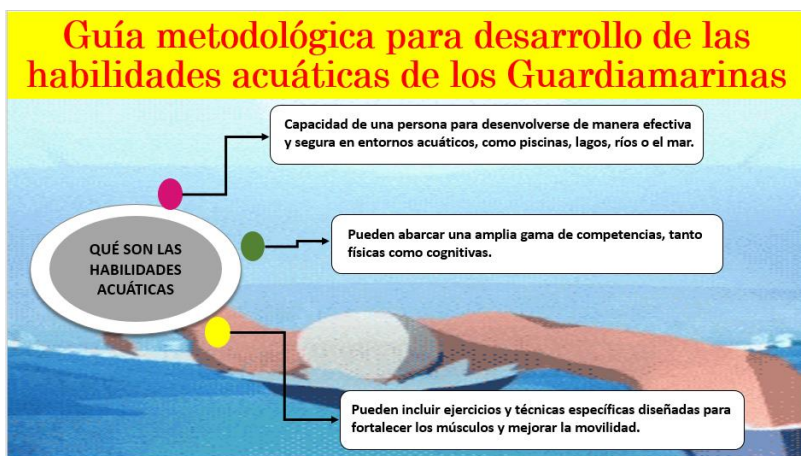 Guía metodológica para desarrollo de las
habilidades acuáticas de los Guardiamarinas
Capacidad de una persona para desenvolverse de manera efectiva
y segura en entornos acuáticos, como piscinas, lagos, ríos o el mar.
QUÉ SON LAS
HABILIDADES
ACUÁTICAS
Pueden abarcar una amplia gama de competencias, tanto
físicas como cognitivas.
Pueden incluir ejercicios y técnicas específicas diseñadas para
fortalecer los músculos y mejorar la movilidad.